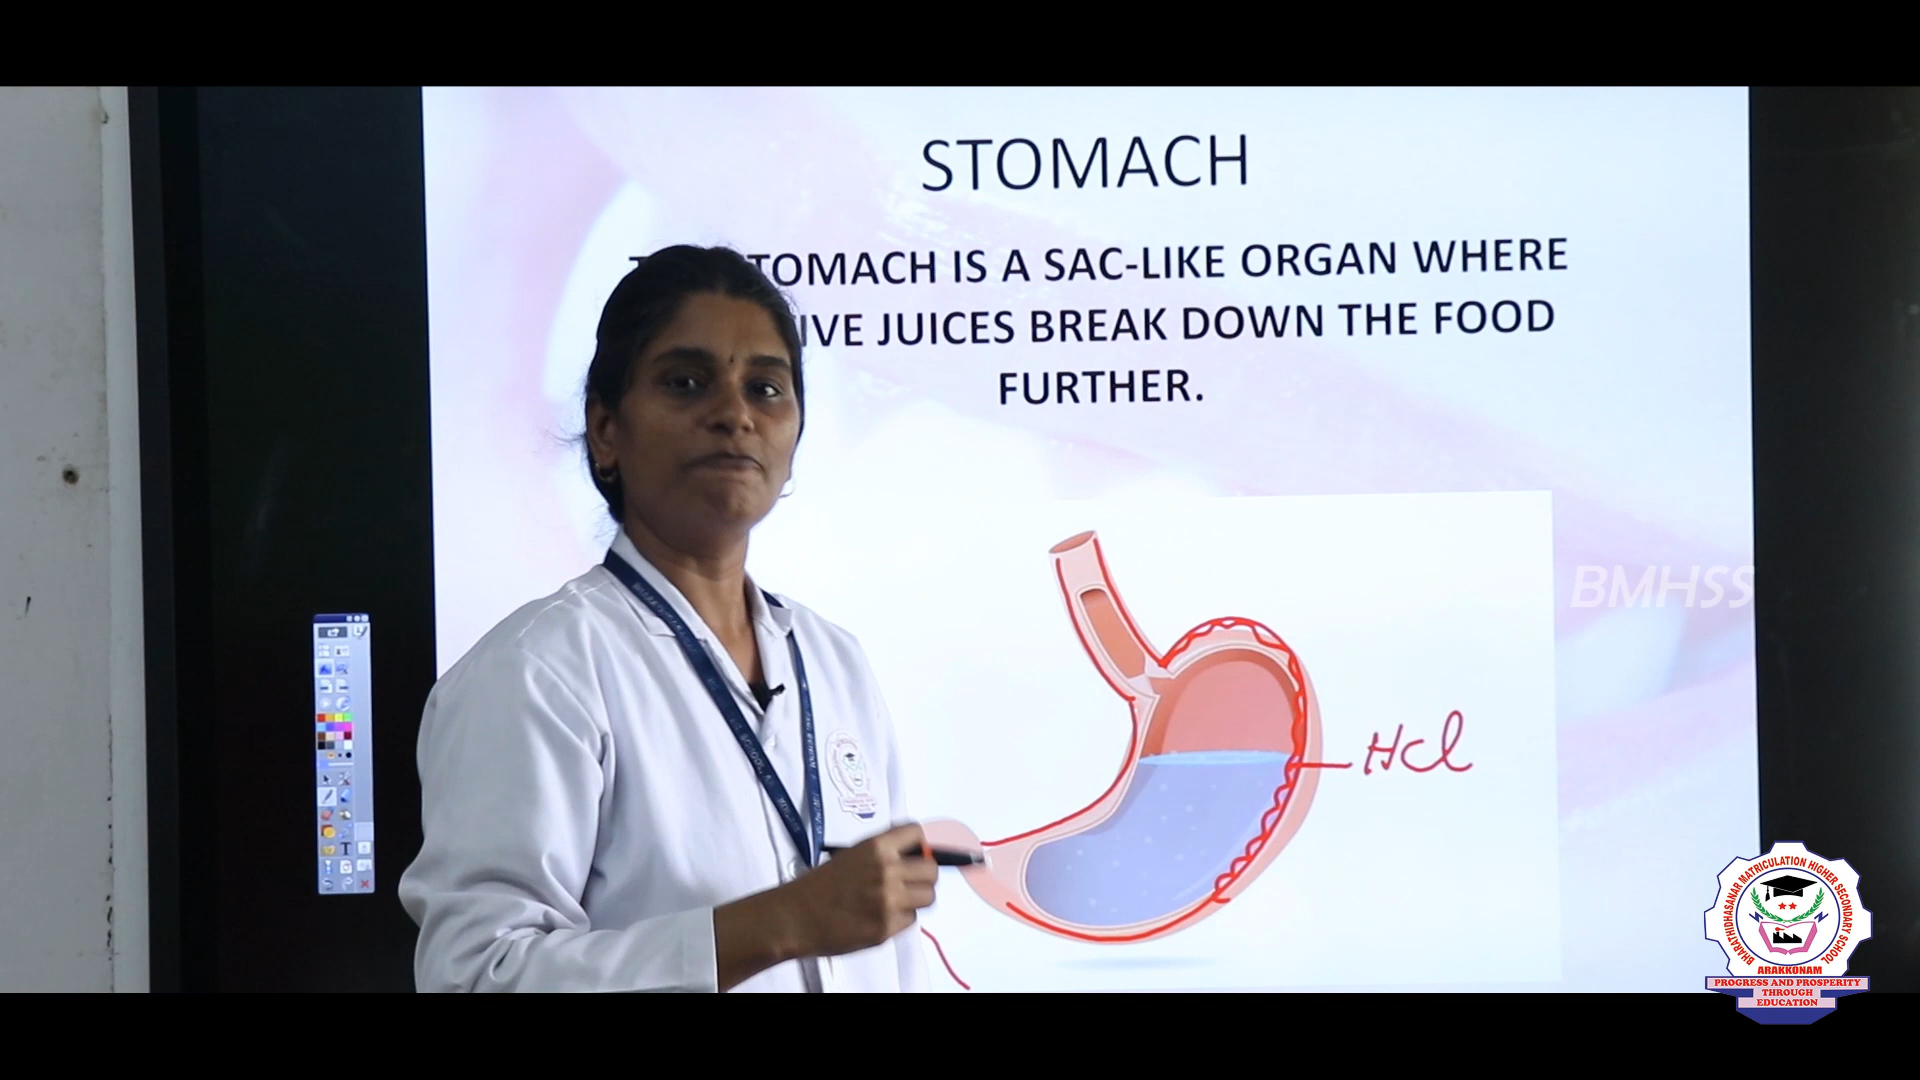 STOMACH
TOMACH IS A SAC-LIKE ORGAN WHERE
IVE JUICES BREAK DOWN THE FOOD
FURTHER.
BMHSS
HCl
BHARATHIDHASANAR MATRICULATION HIGHER SECONDARY SCHOOL
ARAKKONAM
PROGRESS AND PROSPERITY
THROUGH
EDUCATION